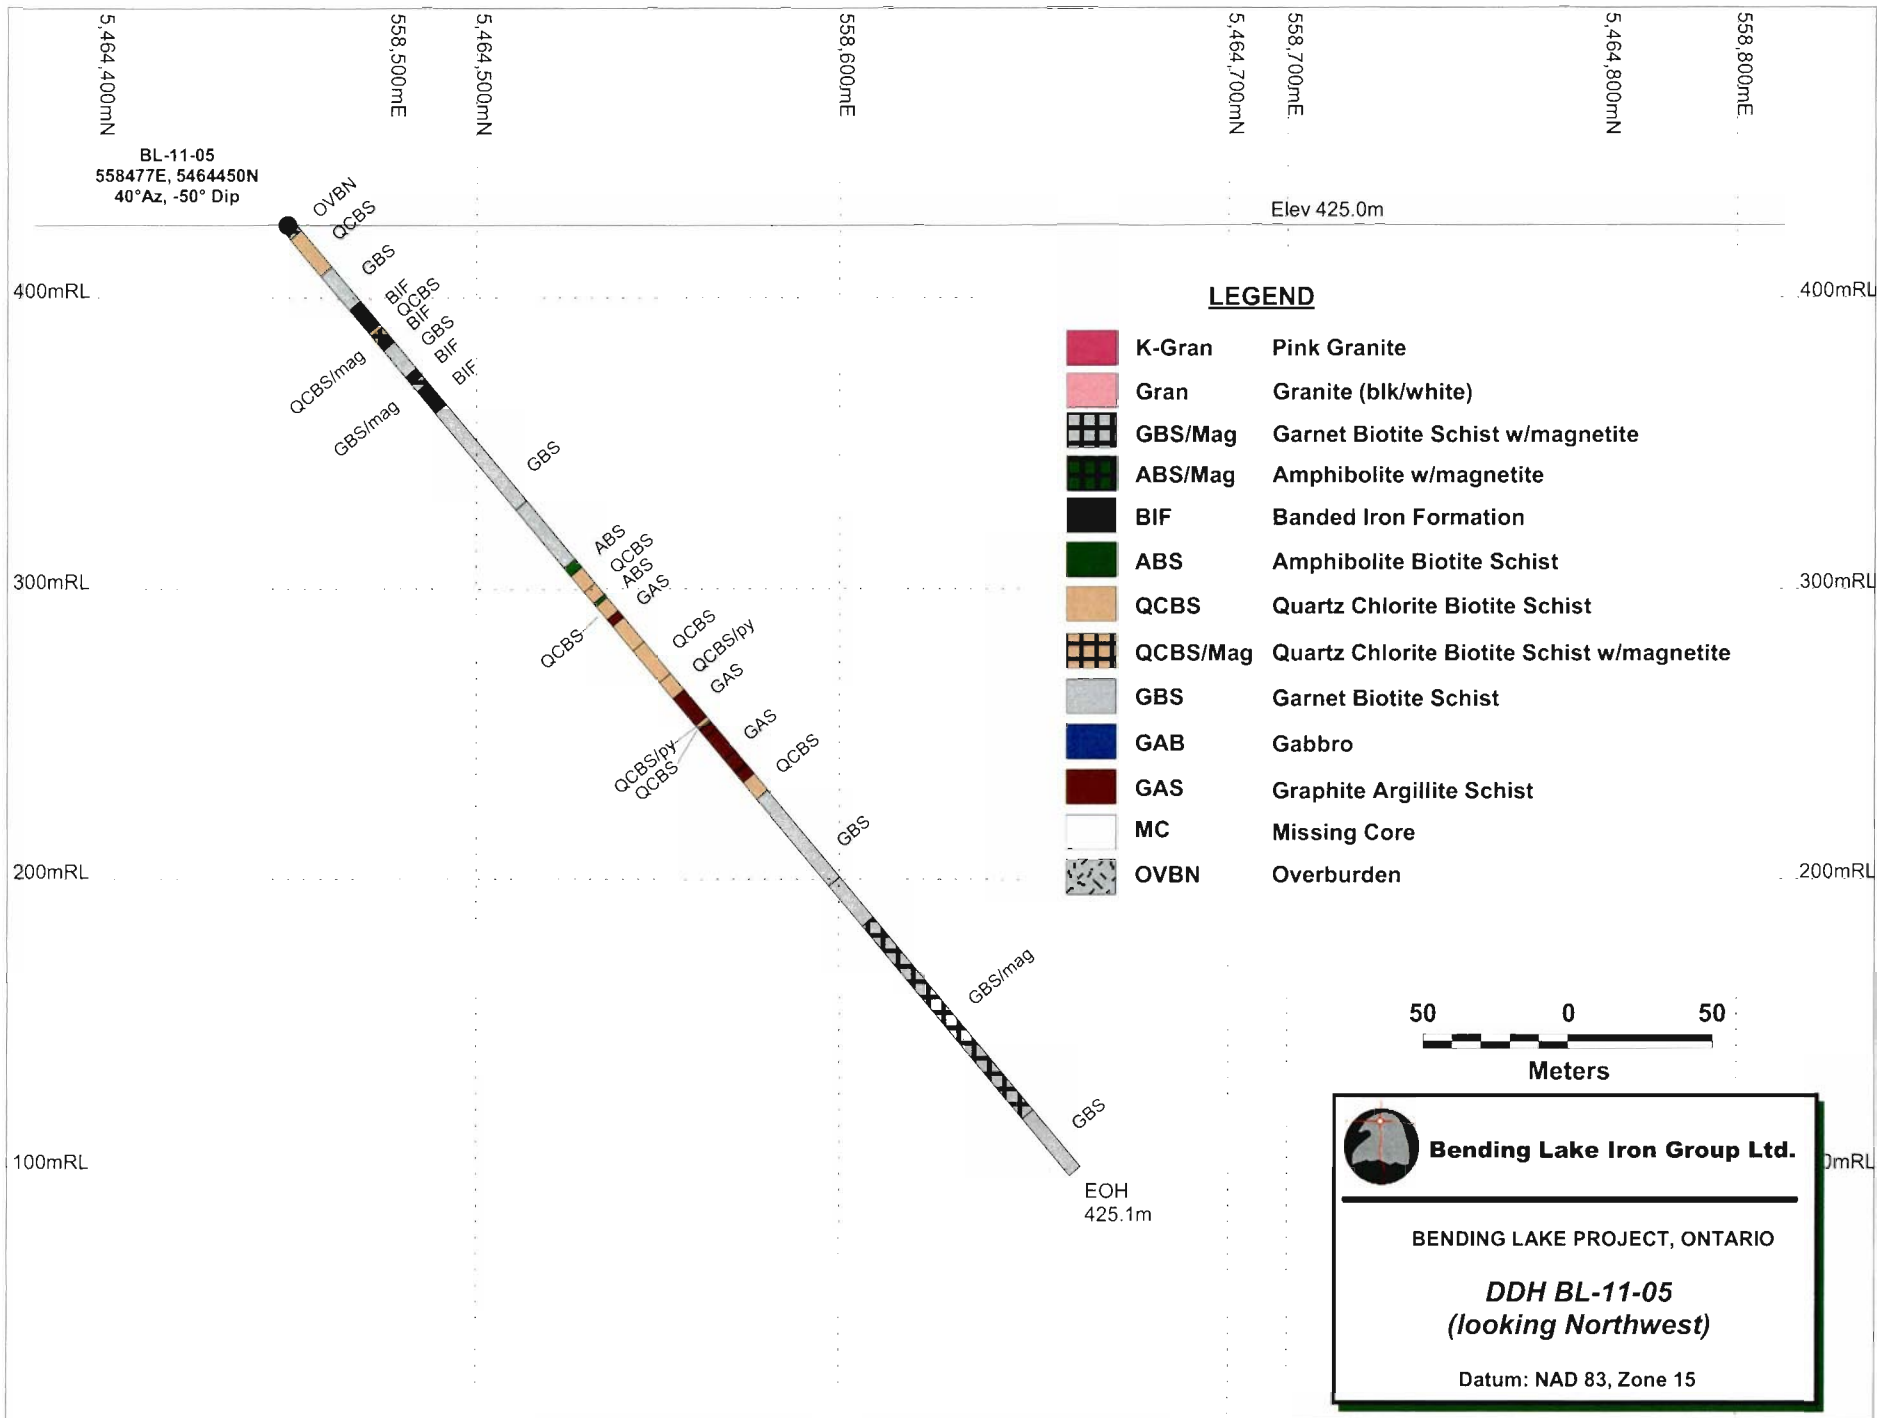 5,464,400mN
558,500mE
5,464,500mN
558,600mE
5,464,700mN
558,700mE
5,464,800mN
558,800mE
BL-11-05
558477E, 5464450N
40°Az, -50° Dip
Elev 425.0m
OVBN
QCBS
GBS
BIF
QCBS
BIF
GBS
BIF
BIF
QCBS/mag
GBS/mag
GBS
ABS
QCBS
ABS
GAS
QCBS
QCBS
QCBS/py
GAS
GAS
QCBS/py
QCBS
QCBS
GBS
GBS/mag
GBS
EOH
425.1m
400mRL
300mRL
200mRL
100mRL
400mRL
300mRL
200mRL
0mRL
LEGEND
K-Gran Pink Granite
Gran Granite (blk/white)
GBS/Mag Garnet Biotite Schist w/magnetite
ABS/Mag Amphibolite w/magnetite
BIF Banded Iron Formation
ABS Amphibolite Biotite Schist
QCBS Quartz Chlorite Biotite Schist
QCBS/Mag Quartz Chlorite Biotite Schist w/magnetite
GBS Garnet Biotite Schist
GAB Gabbro
GAS Graphite Argillite Schist
MC Missing Core
OVBN Overburden
50 0 50
Meters
Bending Lake Iron Group Ltd.
BENDING LAKE PROJECT, ONTARIO
DDH BL-11-05
(looking Northwest)
Datum: NAD 83, Zone 15